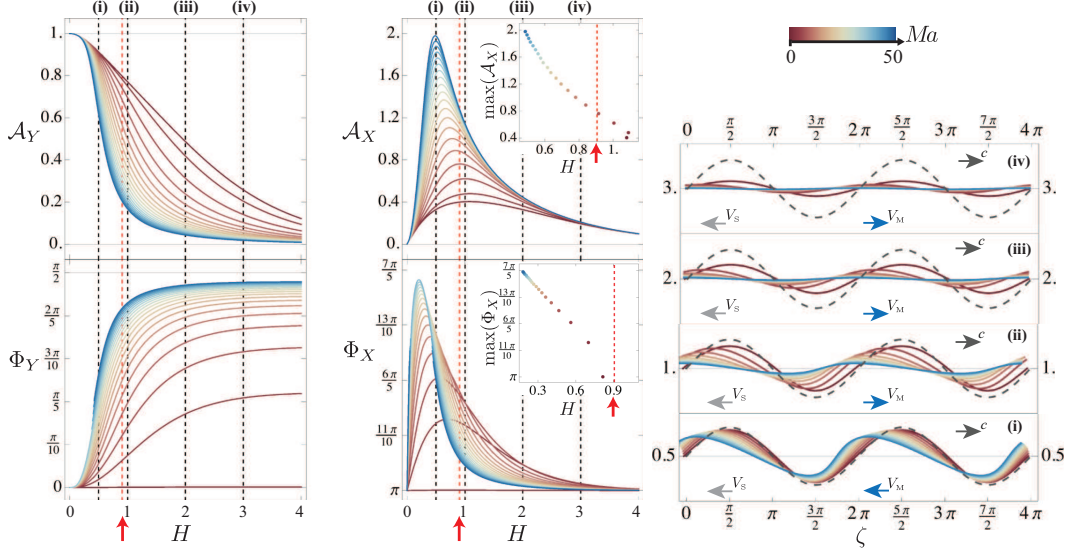 (i) (ii) (iii) (iv)
1.
0.8
0.6
𝒜_Y
0.4
0.2
0.
π/2
2π/5
Φ_Y 3π/10
π/5
π/10
0
0 1 2 3 4
H
(i) (ii) (iii) (iv)
2.0
1.6
1.2
𝒜_X
0.8
0.4
0.
max(𝒜_X)
2.
1.6
1.2
0.8
0.4
0.6 0.8 1.
H
7π/5
13π/10
Φ_X
6π/5
11π/10
π
max(Φ_X)
7π/5
13π/10
6π/5
11π/10
π
0.3 0.6 0.9
H
0 1 2 3 4
H
Ma
0 50
0 π/2 π 3π/2 2π 5π/2 3π 7π/2 4π
c (iv)
3. 3.
V_S V_M
c (iii)
2. 2.
V_S V_M
c (ii)
1. 1.
V_S V_M
c (i)
0.5 0.5
V_S V_M
0 π/2 π 3π/2 2π 5π/2 3π 7π/2 4π
ζ